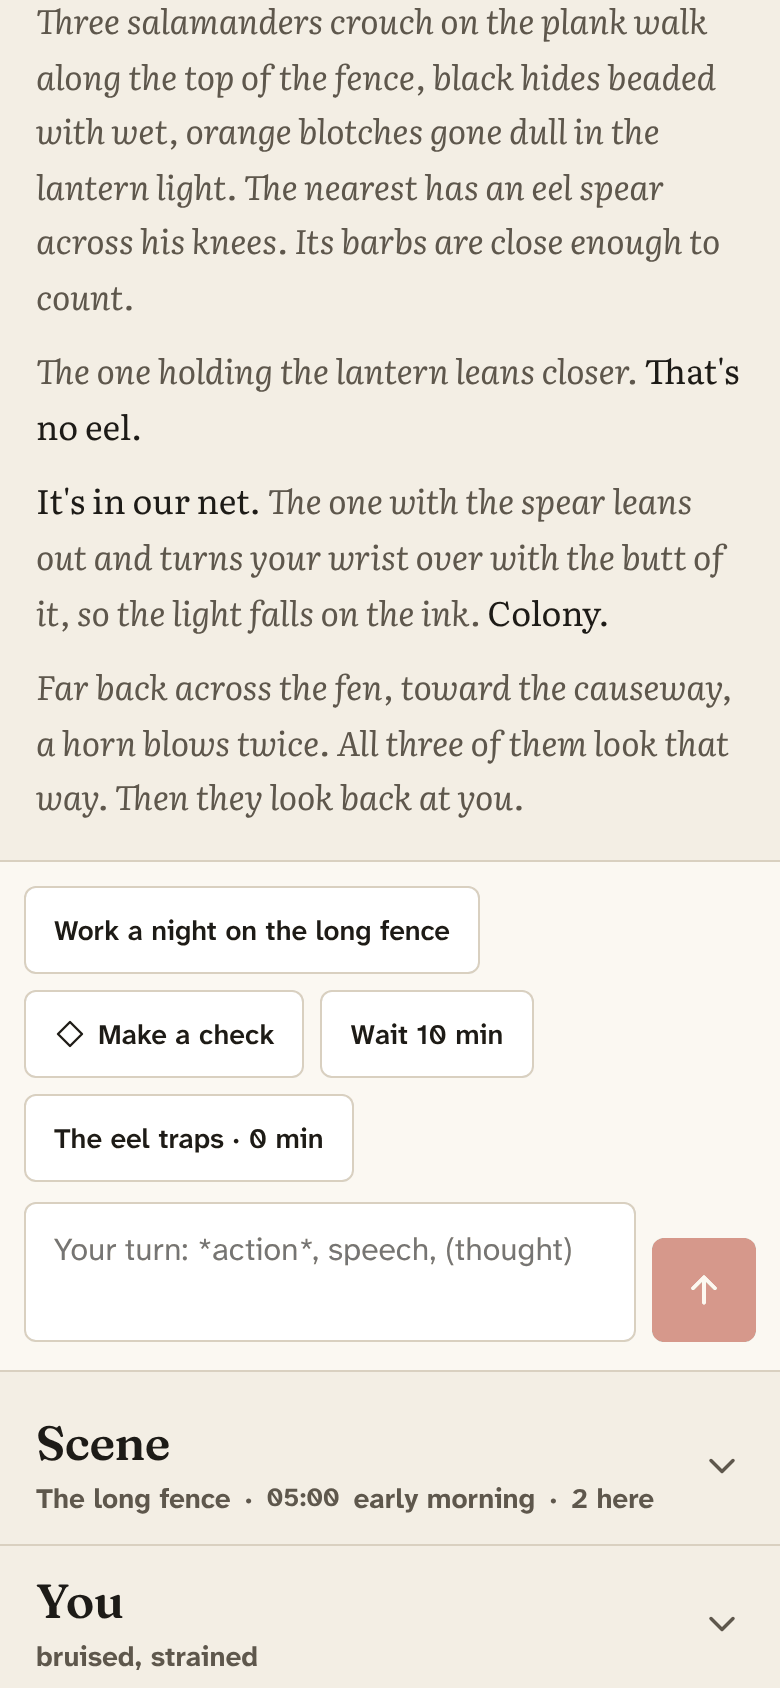 Three salamanders crouch on the plank walk
along the top of the fence, black hides beaded
with wet, orange blotches gone dull in the
lantern light. The nearest has an eel spear
across his knees. Its barbs are close enough to
count.
The one holding the lantern leans closer. That's
no eel.
It's in our net. The one with the spear leans
out and turns your wrist over with the butt of
it, so the light falls on the ink. Colony.
Far back across the fen, toward the causeway,
a horn blows twice. All three of them look that
way. Then they look back at you.
Work a night on the long fence
Make a check
Wait 10 min
The eel traps · 0 min
Your turn: *action*, speech, (thought)
Scene
The long fence · 05:00 early morning · 2 here
You
bruised, strained